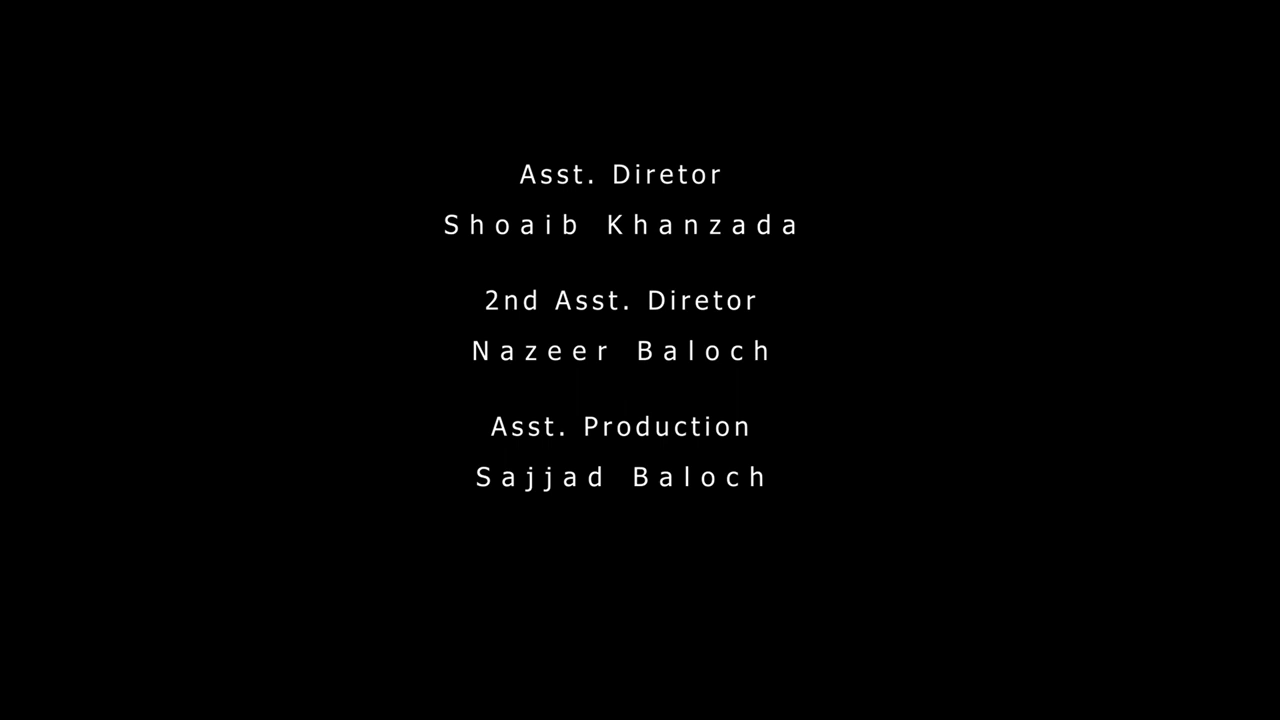 Asst. Diretor
Shoaib Khanzada
2nd Asst. Diretor
Nazeer Baloch
Asst. Production
Sajjad Baloch